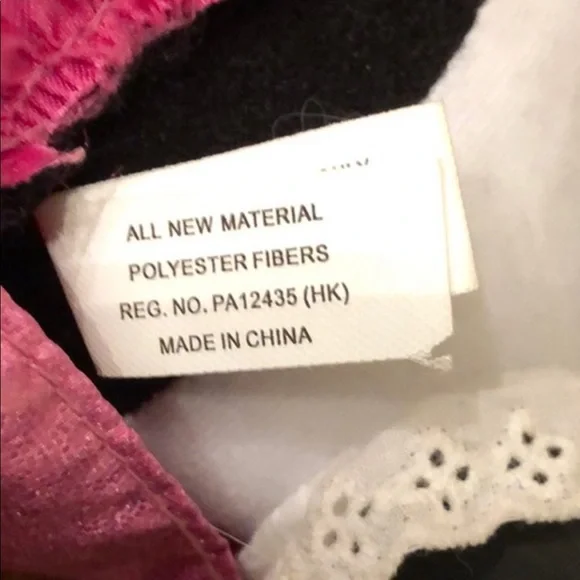 ALL NEW MATERIAL
POLYESTER FIBERS
REG. NO. PA12435 (HK)
MADE IN CHINA